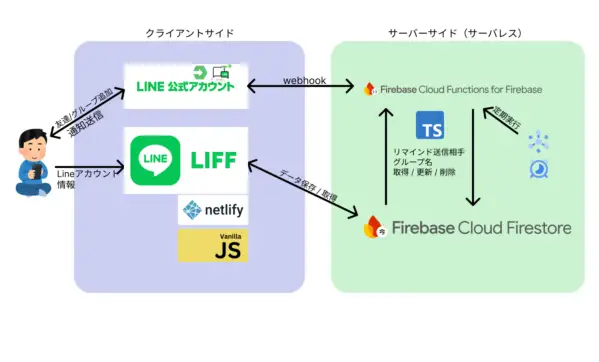 クライアントサイド
サーバーサイド（サーバレス）
LINE 公式アカウント
webhook
Firebase Cloud Functions for Firebase
友達/グループ追加
通知送信
TS
定期実行
リマインド送信相手
グループ名
取得 / 更新 / 削除
LINE
LIFF
Lineアカウント
情報
データ保存 / 取得
netlify
Firebase Cloud Firestore
Vanilla
JS